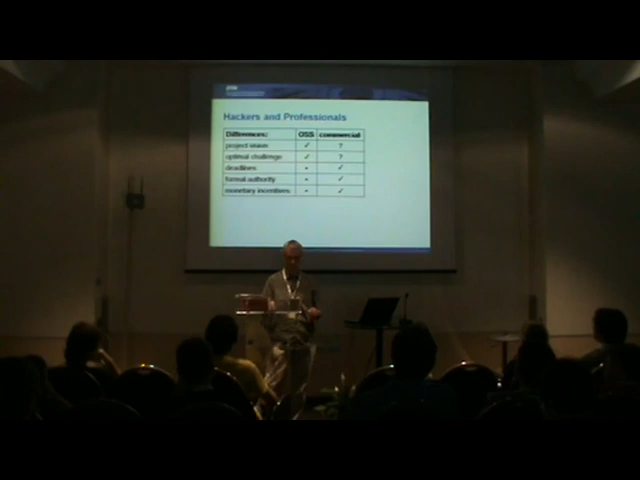 Hackers and Professionals
Differences: OSS commercial
project vision ✓ ?
optimal challenge ✓ ?
deadlines - ✓
formal authority - ✓
monetary incentives - ✓